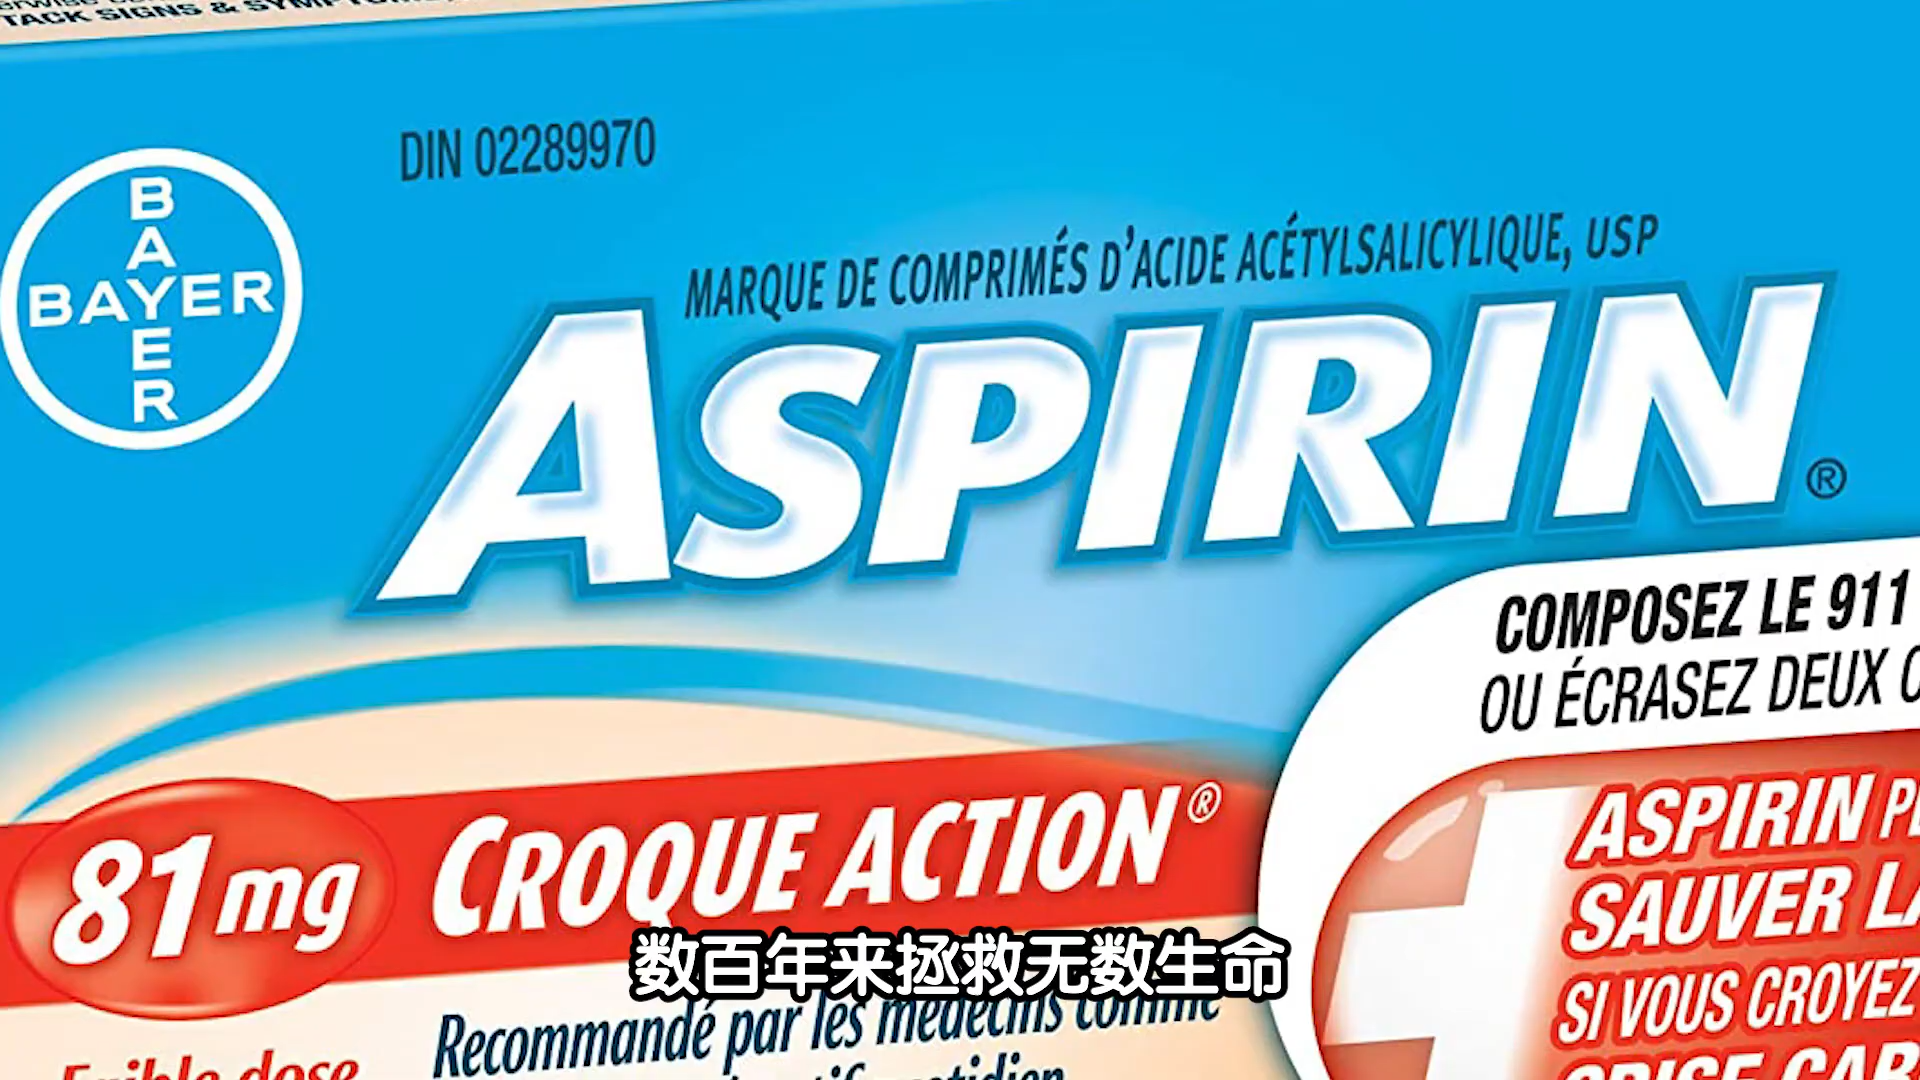 TACK SIGNS &
DIN 02289970
BAYER
BAYER
MARQUE DE COMPRIMÉS D'ACIDE ACÉTYLSALICYLIQUE, USP
ASPIRIN®
COMPOSEZ LE 911
OU ÉCRASEZ DEUX
81 mg
CROQUE ACTION®
ASPIRIN
SAUVER
SI VOUS CROYEZ
数百年来拯救无数生命
Recommandé par les médecins comme